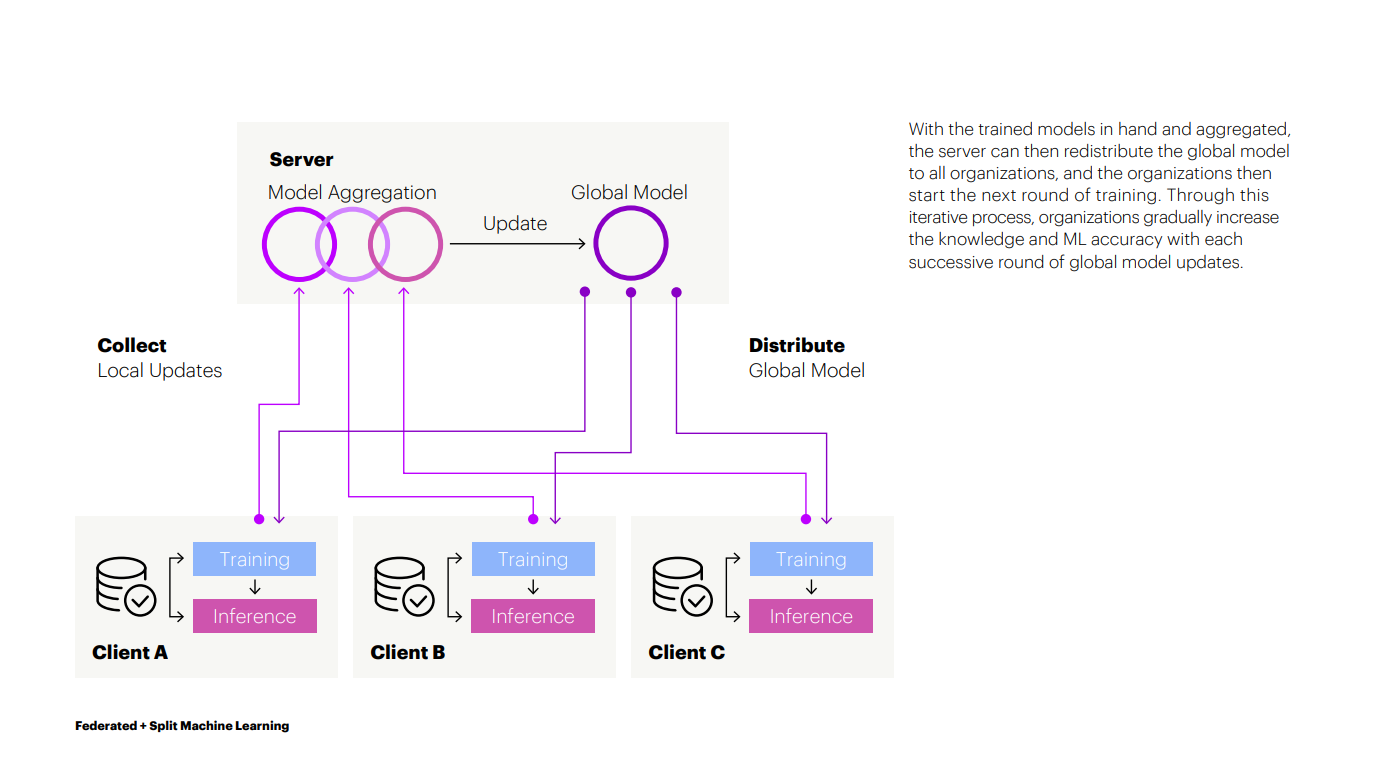 Server
Model Aggregation
Update
Global Model
With the trained models in hand and aggregated,
the server can then redistribute the global model
to all organizations, and the organizations then
start the next round of training. Through this
iterative process, organizations gradually increase
the knowledge and ML accuracy with each
successive round of global model updates.
Collect
Local Updates
Distribute
Global Model
Training
Inference
Client A
Training
Inference
Client B
Training
Inference
Client C
Federated + Split Machine Learning